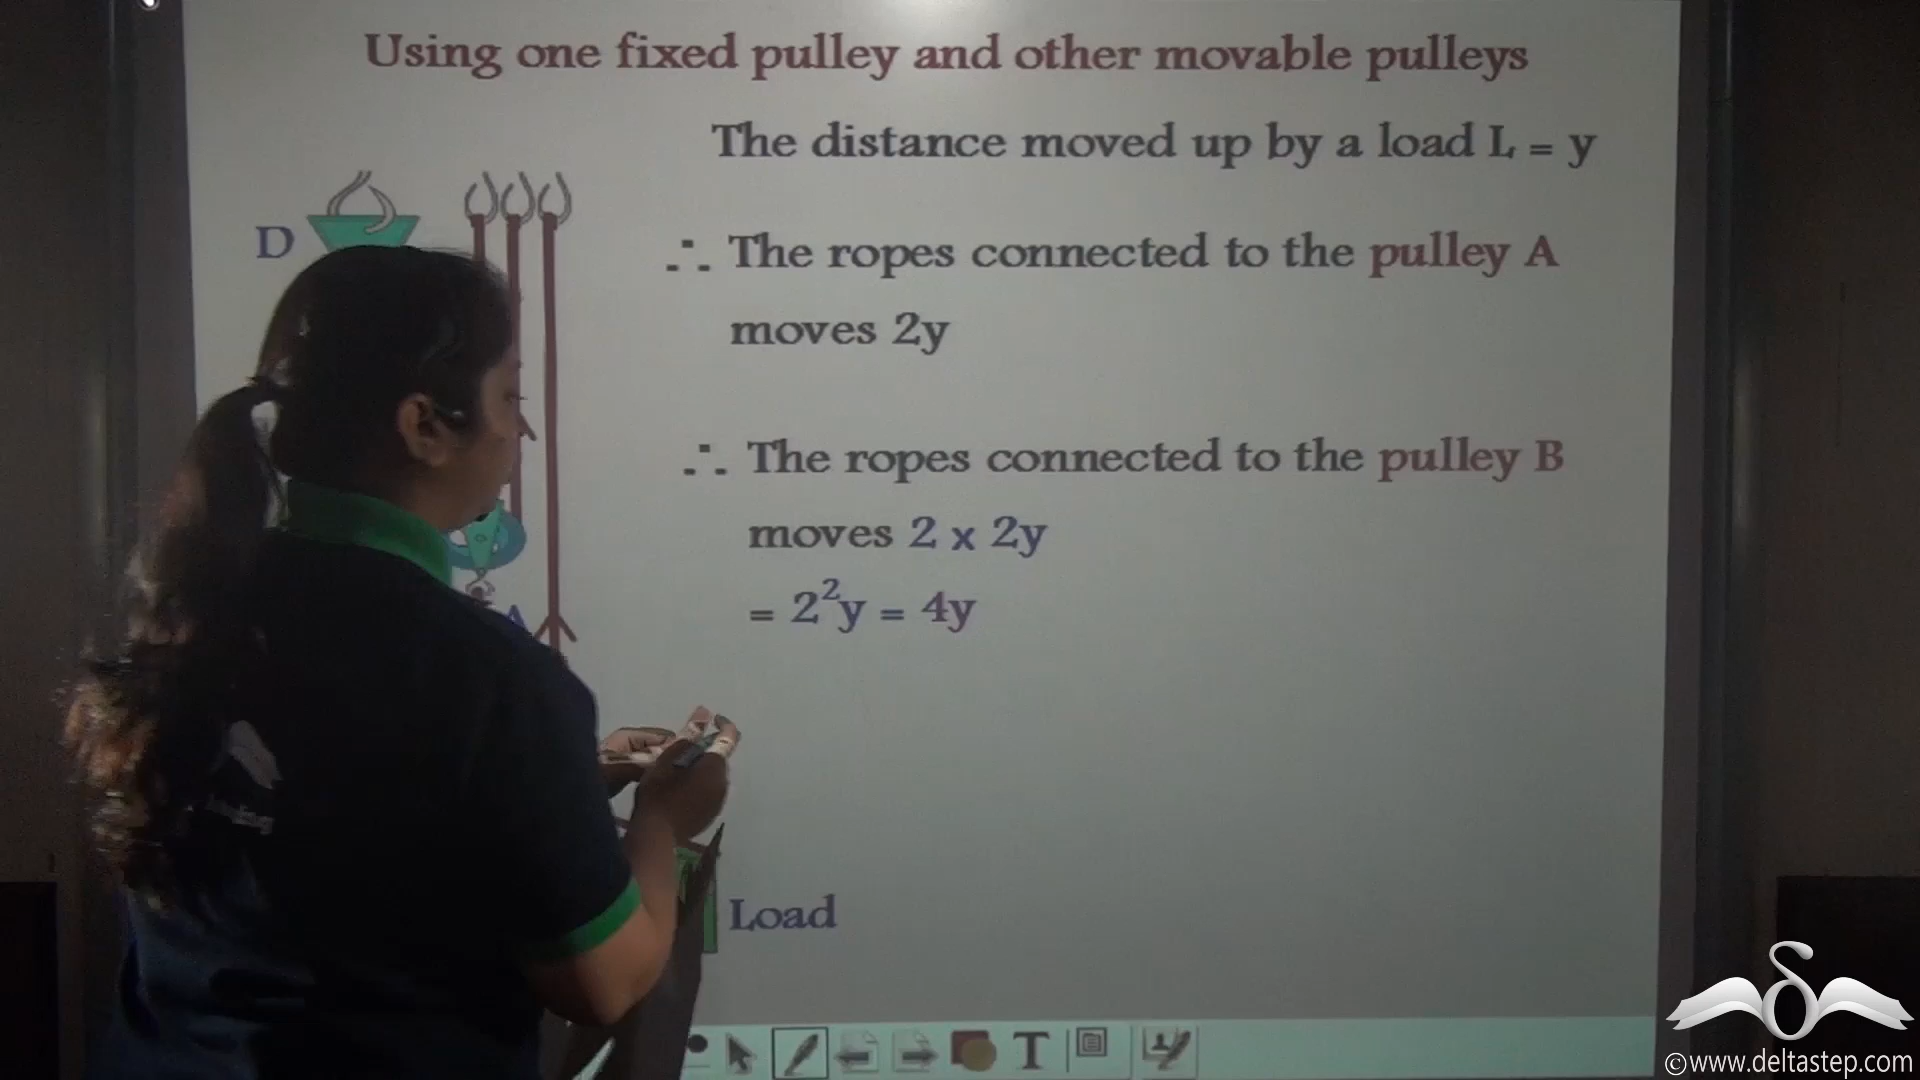 Using one fixed pulley and other movable pulleys
The distance moved up by a load L = y
D
∴ The ropes connected to the pulley A
moves 2y
∴ The ropes connected to the pulley B
moves 2 x 2y
= 2²y = 4y
A
Load
T
©www.deltastep.com